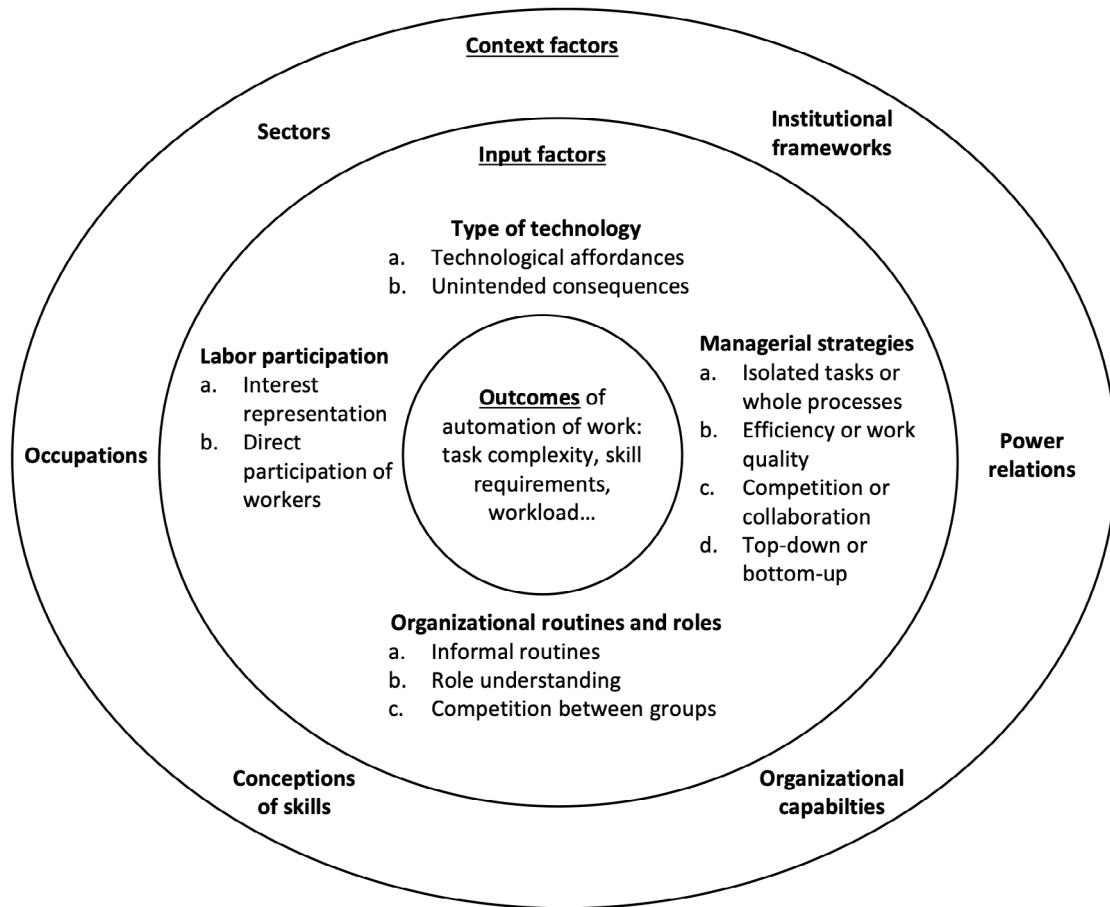 Context factors
Sectors
Institutional
frameworks
Input factors
Type of technology
a. Technological affordances
b. Unintended consequences
Labor participation
a. Interest
representation
b. Direct
participation of
workers
Managerial strategies
a. Isolated tasks or
whole processes
b. Efficiency or work
quality
c. Competition or
collaboration
d. Top-down or
bottom-up
Outcomes of
automation of work:
task complexity, skill
requirements,
workload…
Occupations
Power
relations
Organizational routines and roles
a. Informal routines
b. Role understanding
c. Competition between groups
Conceptions
of skills
Organizational
capabilties